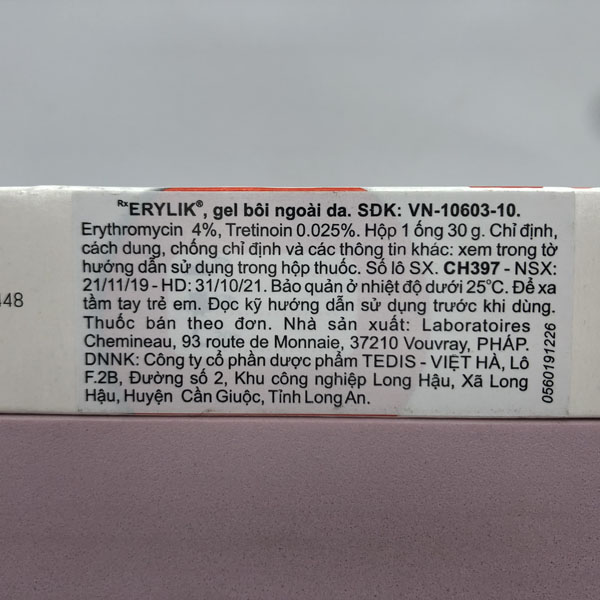 RxERYLIK®, gel bôi ngoài da. SĐK: VN-10603-10.
Erythromycin 4%, Tretinoin 0.025%. Hộp 1 ống 30 g. Chỉ định,
cách dung, chống chỉ định và các thông tin khác: xem trong tờ
hướng dẫn sử dụng trong hộp thuốc. Số lô SX. CH397 - NSX:
21/11/19 - HD: 31/10/21. Bảo quản ở nhiệt độ dưới 25°C. Để xa
tầm tay trẻ em. Đọc kỹ hướng dẫn sử dụng trước khi dùng.
Thuốc bán theo đơn. Nhà sản xuất: Laboratoires
Chemineau, 93 route de Monnaie, 37210 Vouvray, PHÁP.
DNNK: Công ty cổ phần dược phẩm TEDIS - VIỆT HÀ, Lô
F.2B, Đường số 2, Khu công nghiệp Long Hậu, Xã Long
Hậu, Huyện Cần Giuộc, Tỉnh Long An.
0560191226
448